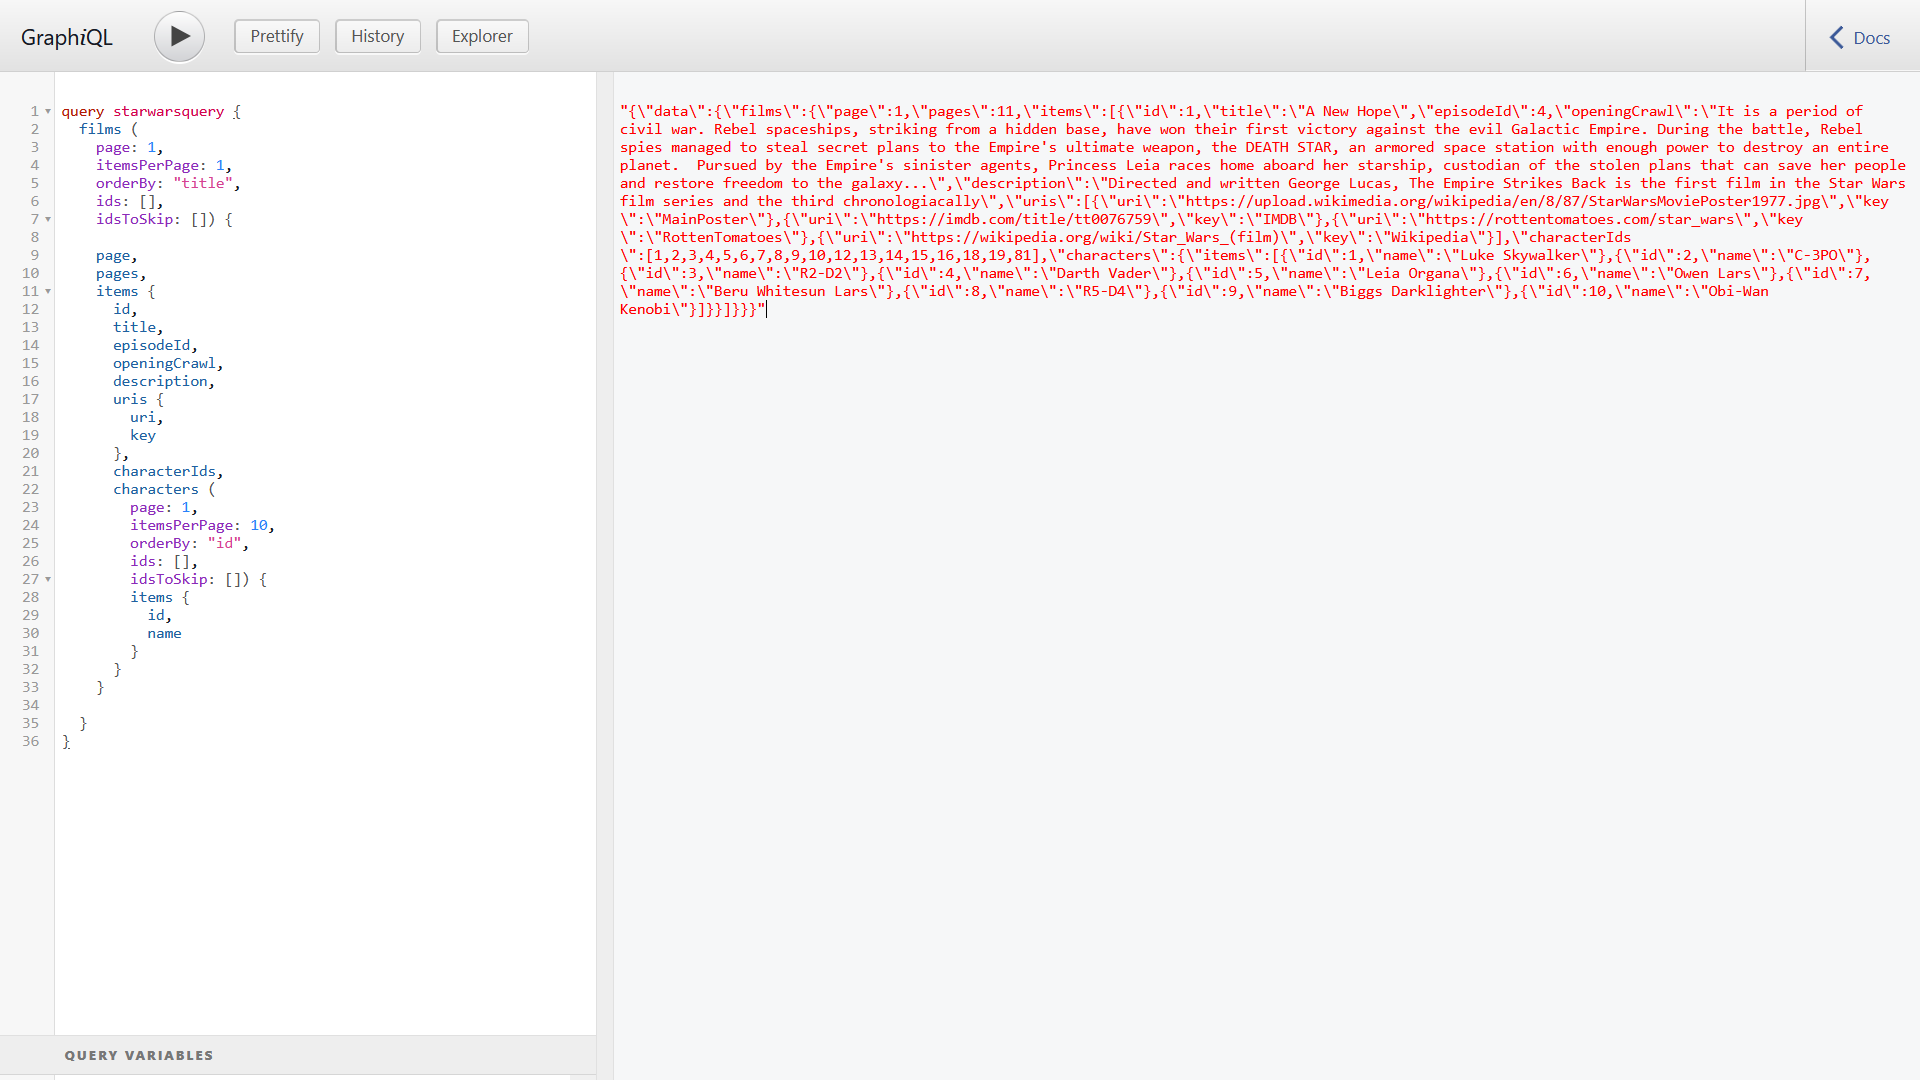 GraphiQL
Prettify
History
Explorer
Docs
1 query starwarsquery {
2   films (
3     page: 1,
4     itemsPerPage: 1,
5     orderBy: "title",
6     ids: [],
7     idsToSkip: []) {
8
9     page,
10     pages,
11     items {
12       id,
13       title,
14       episodeId,
15       openingCrawl,
16       description,
17       uris {
18         uri,
19         key
20       },
21       characterIds,
22       characters (
23         page: 1,
24         itemsPerPage: 10,
25         orderBy: "id",
26         ids: [],
27         idsToSkip: []) {
28         items {
29           id,
30           name
31         }
32       }
33     }
34
35   }
36 }
QUERY VARIABLES
"{\"data\":{\"films\":{\"page\":1,\"pages\":11,\"items\":[{\"id\":1,\"title\":\"A New Hope\",\"episodeId\":4,\"openingCrawl\":\"It is a period of
civil war. Rebel spaceships, striking from a hidden base, have won their first victory against the evil Galactic Empire. During the battle, Rebel
spies managed to steal secret plans to the Empire's ultimate weapon, the DEATH STAR, an armored space station with enough power to destroy an entire
planet.  Pursued by the Empire's sinister agents, Princess Leia races home aboard her starship, custodian of the stolen plans that can save her people
and restore freedom to the galaxy...\",\"description\":\"Directed and written George Lucas, The Empire Strikes Back is the first film in the Star Wars
film series and the third chronologiacally\",\"uris\":[{\"uri\":\"https://upload.wikimedia.org/wikipedia/en/8/87/StarWarsMoviePoster1977.jpg\",\"key
\":\"MainPoster\"},{\"uri\":\"https://imdb.com/title/tt0076759\",\"key\":\"IMDB\"},{\"uri\":\"https://rottentomatoes.com/star_wars\",\"key
\":\"RottenTomatoes\"},{\"uri\":\"https://wikipedia.org/wiki/Star_Wars_(film)\",\"key\":\"Wikipedia\"}],\"characterIds
\":[1,2,3,4,5,6,7,8,9,10,12,13,14,15,16,18,19,81],\"characters\":{\"items\":[{\"id\":1,\"name\":\"Luke Skywalker\"},{\"id\":2,\"name\":\"C-3PO\"},
{\"id\":3,\"name\":\"R2-D2\"},{\"id\":4,\"name\":\"Darth Vader\"},{\"id\":5,\"name\":\"Leia Organa\"},{\"id\":6,\"name\":\"Owen Lars\"},{\"id\":7,
\"name\":\"Beru Whitesun Lars\"},{\"id\":8,\"name\":\"R5-D4\"},{\"id\":9,\"name\":\"Biggs Darklighter\"},{\"id\":10,\"name\":\"Obi-Wan
Kenobi\"}]}}]}}}"